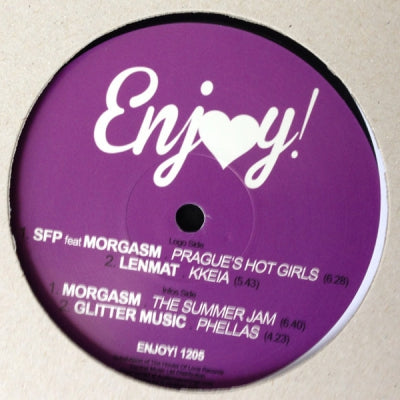 Enjoy!
Logo Side
1. SFP feat MORGASM . PRAGUE'S HOT GIRLS (6.28)
2. LENMAT . KKEIA (5.43)
Infos Side
1. MORGASM . THE SUMMER JAM (6.40)
2. GLITTER MUSIC . PHELLAS (4.23)
ENJOY! 1205